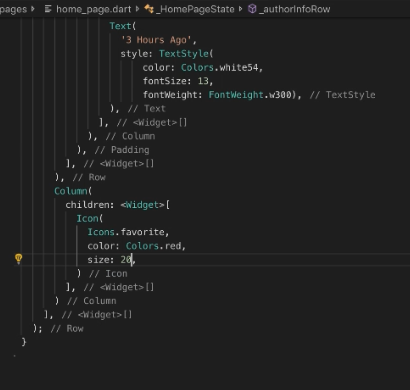 pages > home_page.dart > _HomePageState > _authorInfoRow
Text(
'3 Hours Ago',
style: TextStyle(
color: Colors.white54,
fontSize: 13,
fontWeight: FontWeight.w300), // TextStyle
), // Text
], // <Widget>[]
), // Column
), // Padding
], // <Widget>[]
), // Row
Column(
children: <Widget>[
Icon(
Icons.favorite,
color: Colors.red,
size: 20,
) // Icon
], // <Widget>[]
) // Column
], // <Widget>[]
); // Row
}